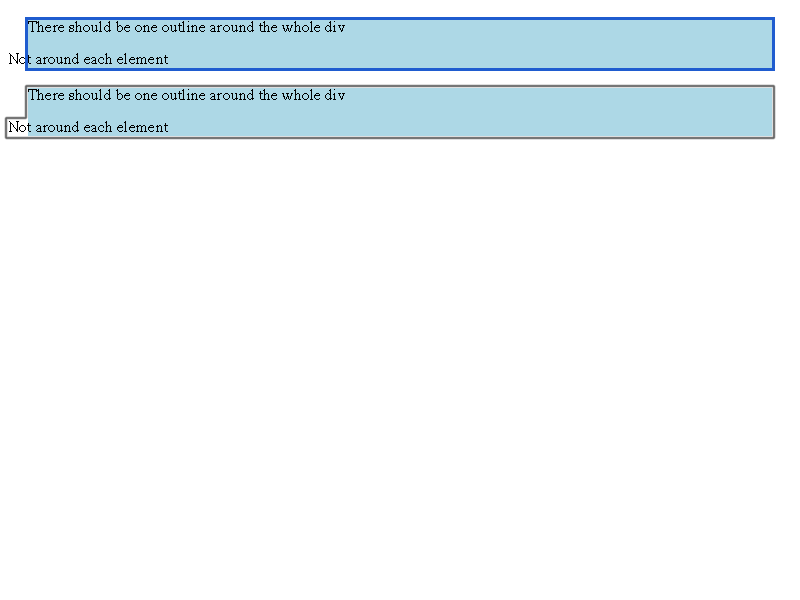 There should be one outline around the whole div
Not around each element
There should be one outline around the whole div
Not around each element